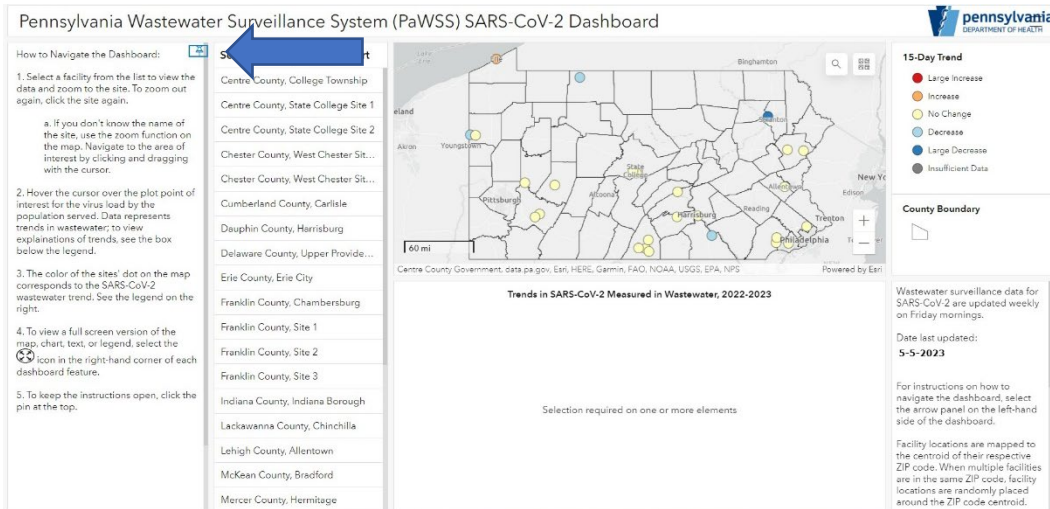 Pennsylvania Wastewater Surveillance System (PaWSS) SARS-CoV-2 Dashboard
pennsylvania
DEPARTMENT OF HEALTH
How to Navigate the Dashboard:
1. Select a facility from the list to view the
data and zoom to the site. To zoom out
again, click the site again.
a. If you don't know the name of
the site, use the zoom function on
the map. Navigate to the area of
interest by clicking and dragging
with the cursor.
2. Hover the cursor over the plot point of
interest for the virus load by the
population served. Data represents
trends in wastewater; to view
explainations of trends, see the box
below the legend.
3. The color of the sites' dot on the map
corresponds to the SARS-CoV-2
wastewater trend. See the legend on the
right.
4. To view a full screen version of the
map, chart, text, or legend, select the
icon in the right-hand corner of each
dashboard feature.
5. To keep the instructions open, click the
pin at the top.
Centre County, College Township
Centre County, State College Site 1
Centre County, State College Site 2
Chester County, West Chester Sit...
Chester County, West Chester Sit...
Cumberland County, Carlisle
Dauphin County, Harrisburg
Delaware County, Upper Provide...
Erie County, Erie City
Franklin County, Chambersburg
Franklin County, Site 1
Franklin County, Site 2
Franklin County, Site 3
Indiana County, Indiana Borough
Lackawanna County, Chinchilla
Lehigh County, Allentown
McKean County, Bradford
Mercer County, Hermitage
Lake
Erie
Binghamton
eland
Akron
Youngstown
Scranton
State
College
New Yo
Allentown
Edison
Altoona
Pittsburgh
Reading
Harrisburg
Trenton
Philadelphia
60 mi
+
−
Centre County Government, data.pa.gov, Esri, HERE, Garmin, FAO, NOAA, USGS, EPA, NPS
Powered by Esri
Trends in SARS-CoV-2 Measured in Wastewater, 2022-2023
Selection required on one or more elements
15-Day Trend
Large Increase
Increase
No Change
Decrease
Large Decrease
Insufficient Data
County Boundary
Wastewater surveillance data for
SARS-CoV-2 are updated weekly
on Friday mornings.
Date last updated:
5-5-2023
For instructions on how to
navigate the dashboard, select
the arrow panel on the left-hand
side of the dashboard.
Facility locations are mapped to
the centroid of their respective
ZIP code. When multiple facilities
are in the same ZIP code, facility
locations are randomly placed
around the ZIP code centroid.